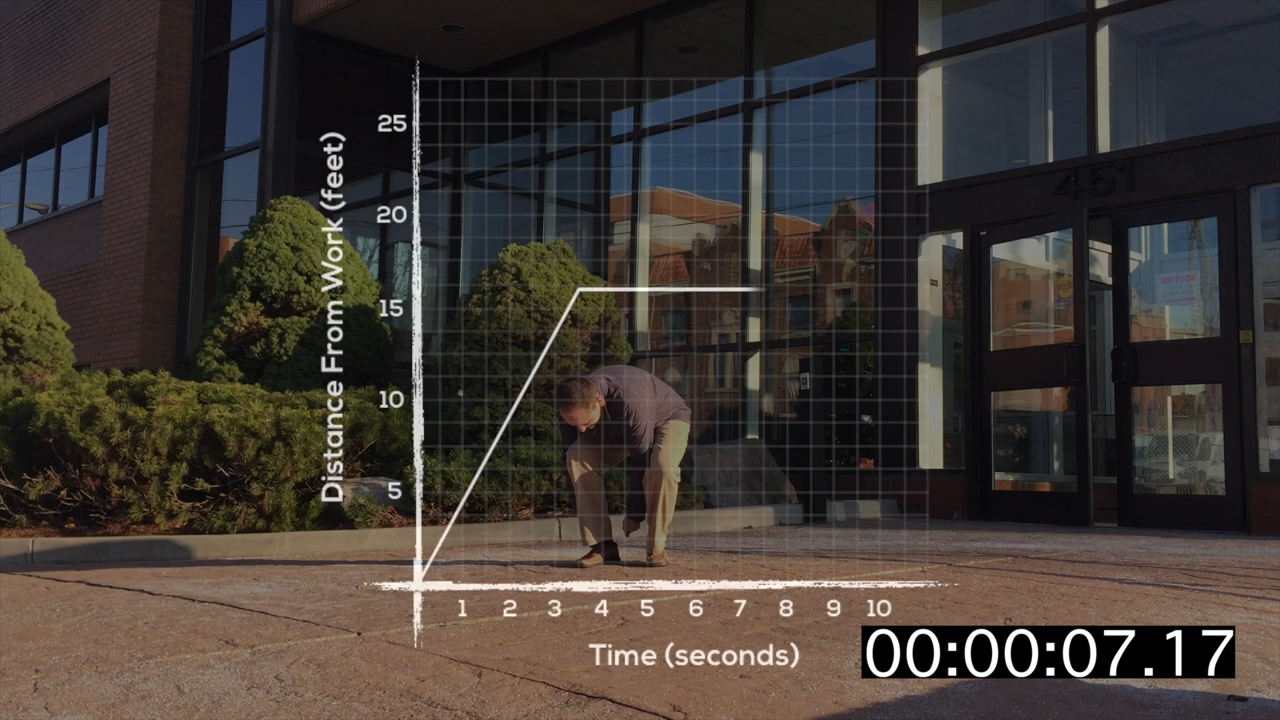 25
20
15
10
5
Distance From Work (feet)
1 2 3 4 5 6 7 8 9 10
Time (seconds)
00:00:07.17
451
NOTICE